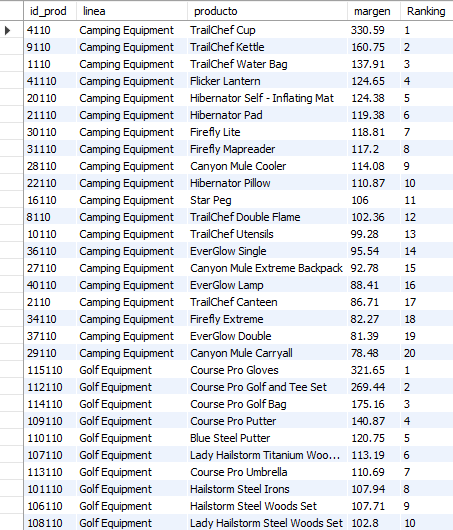 id_prod linea producto margen Ranking
4110 Camping Equipment TrailChef Cup 330.59 1
9110 Camping Equipment TrailChef Kettle 160.75 2
1110 Camping Equipment TrailChef Water Bag 137.91 3
41110 Camping Equipment Flicker Lantern 124.65 4
20110 Camping Equipment Hibernator Self - Inflating Mat 124.38 5
21110 Camping Equipment Hibernator Pad 119.38 6
30110 Camping Equipment Firefly Lite 118.81 7
31110 Camping Equipment Firefly Mapreader 117.2 8
28110 Camping Equipment Canyon Mule Cooler 114.08 9
22110 Camping Equipment Hibernator Pillow 110.87 10
16110 Camping Equipment Star Peg 106 11
8110 Camping Equipment TrailChef Double Flame 102.36 12
10110 Camping Equipment TrailChef Utensils 99.28 13
36110 Camping Equipment EverGlow Single 95.54 14
27110 Camping Equipment Canyon Mule Extreme Backpack 92.78 15
40110 Camping Equipment EverGlow Lamp 88.41 16
2110 Camping Equipment TrailChef Canteen 86.71 17
34110 Camping Equipment Firefly Extreme 82.27 18
37110 Camping Equipment EverGlow Double 81.39 19
29110 Camping Equipment Canyon Mule Carryall 78.48 20
115110 Golf Equipment Course Pro Gloves 321.65 1
112110 Golf Equipment Course Pro Golf and Tee Set 269.44 2
114110 Golf Equipment Course Pro Golf Bag 175.16 3
109110 Golf Equipment Course Pro Putter 140.87 4
110110 Golf Equipment Blue Steel Putter 120.75 5
107110 Golf Equipment Lady Hailstorm Titanium Woo... 113.19 6
113110 Golf Equipment Course Pro Umbrella 110.69 7
101110 Golf Equipment Hailstorm Steel Irons 107.94 8
106110 Golf Equipment Hailstorm Steel Woods Set 107.71 9
108110 Golf Equipment Lady Hailstorm Steel Woods Set 102.8 10